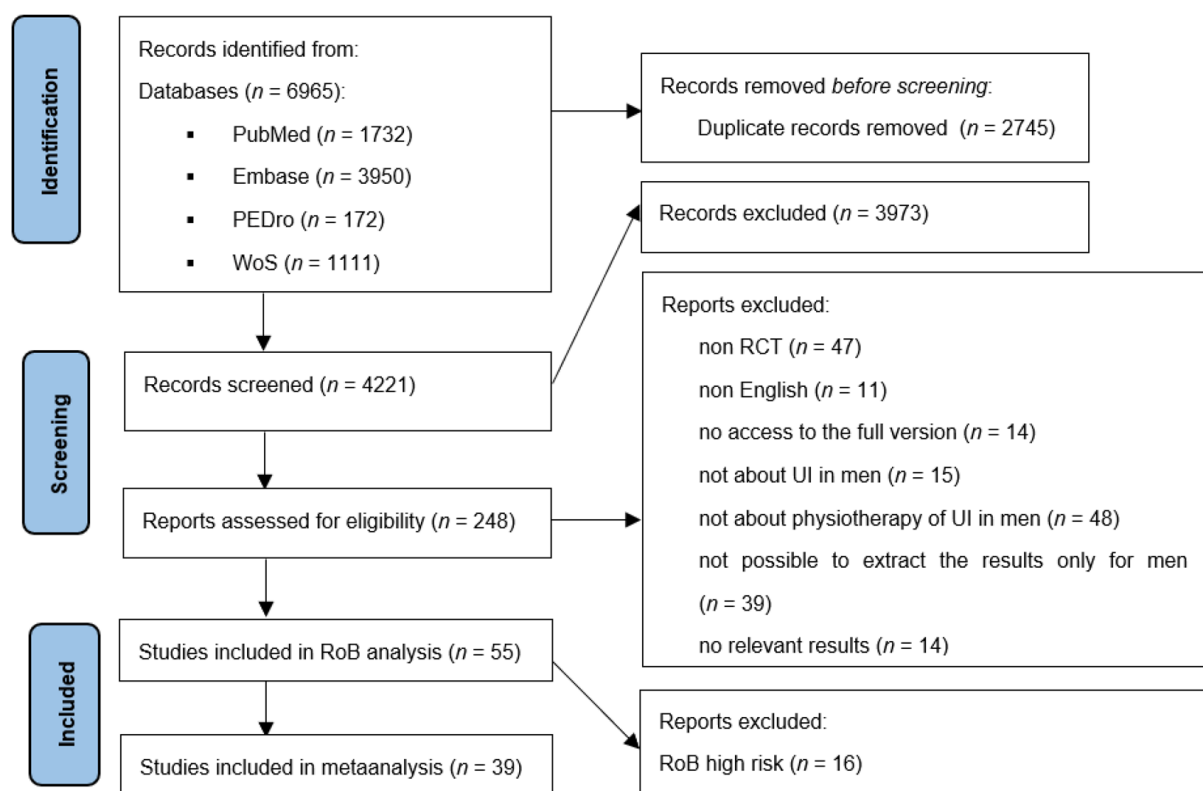 Identification
Records identified from:
Databases (n = 6965):
▪ PubMed (n = 1732)
▪ Embase (n = 3950)
▪ PEDro (n = 172)
▪ WoS (n = 1111)
Records removed before screening:
Duplicate records removed (n = 2745)
Screening
Records screened (n = 4221)
Records excluded (n = 3973)
Reports assessed for eligibility (n = 248)
Reports excluded:
non RCT (n = 47)
non English (n = 11)
no access to the full version (n = 14)
not about UI in men (n = 15)
not about physiotherapy of UI in men (n = 48)
not possible to extract the results only for men
(n = 39)
no relevant results (n = 14)
Included
Studies included in RoB analysis (n = 55)
Reports excluded:
RoB high risk (n = 16)
Studies included in metaanalysis (n = 39)